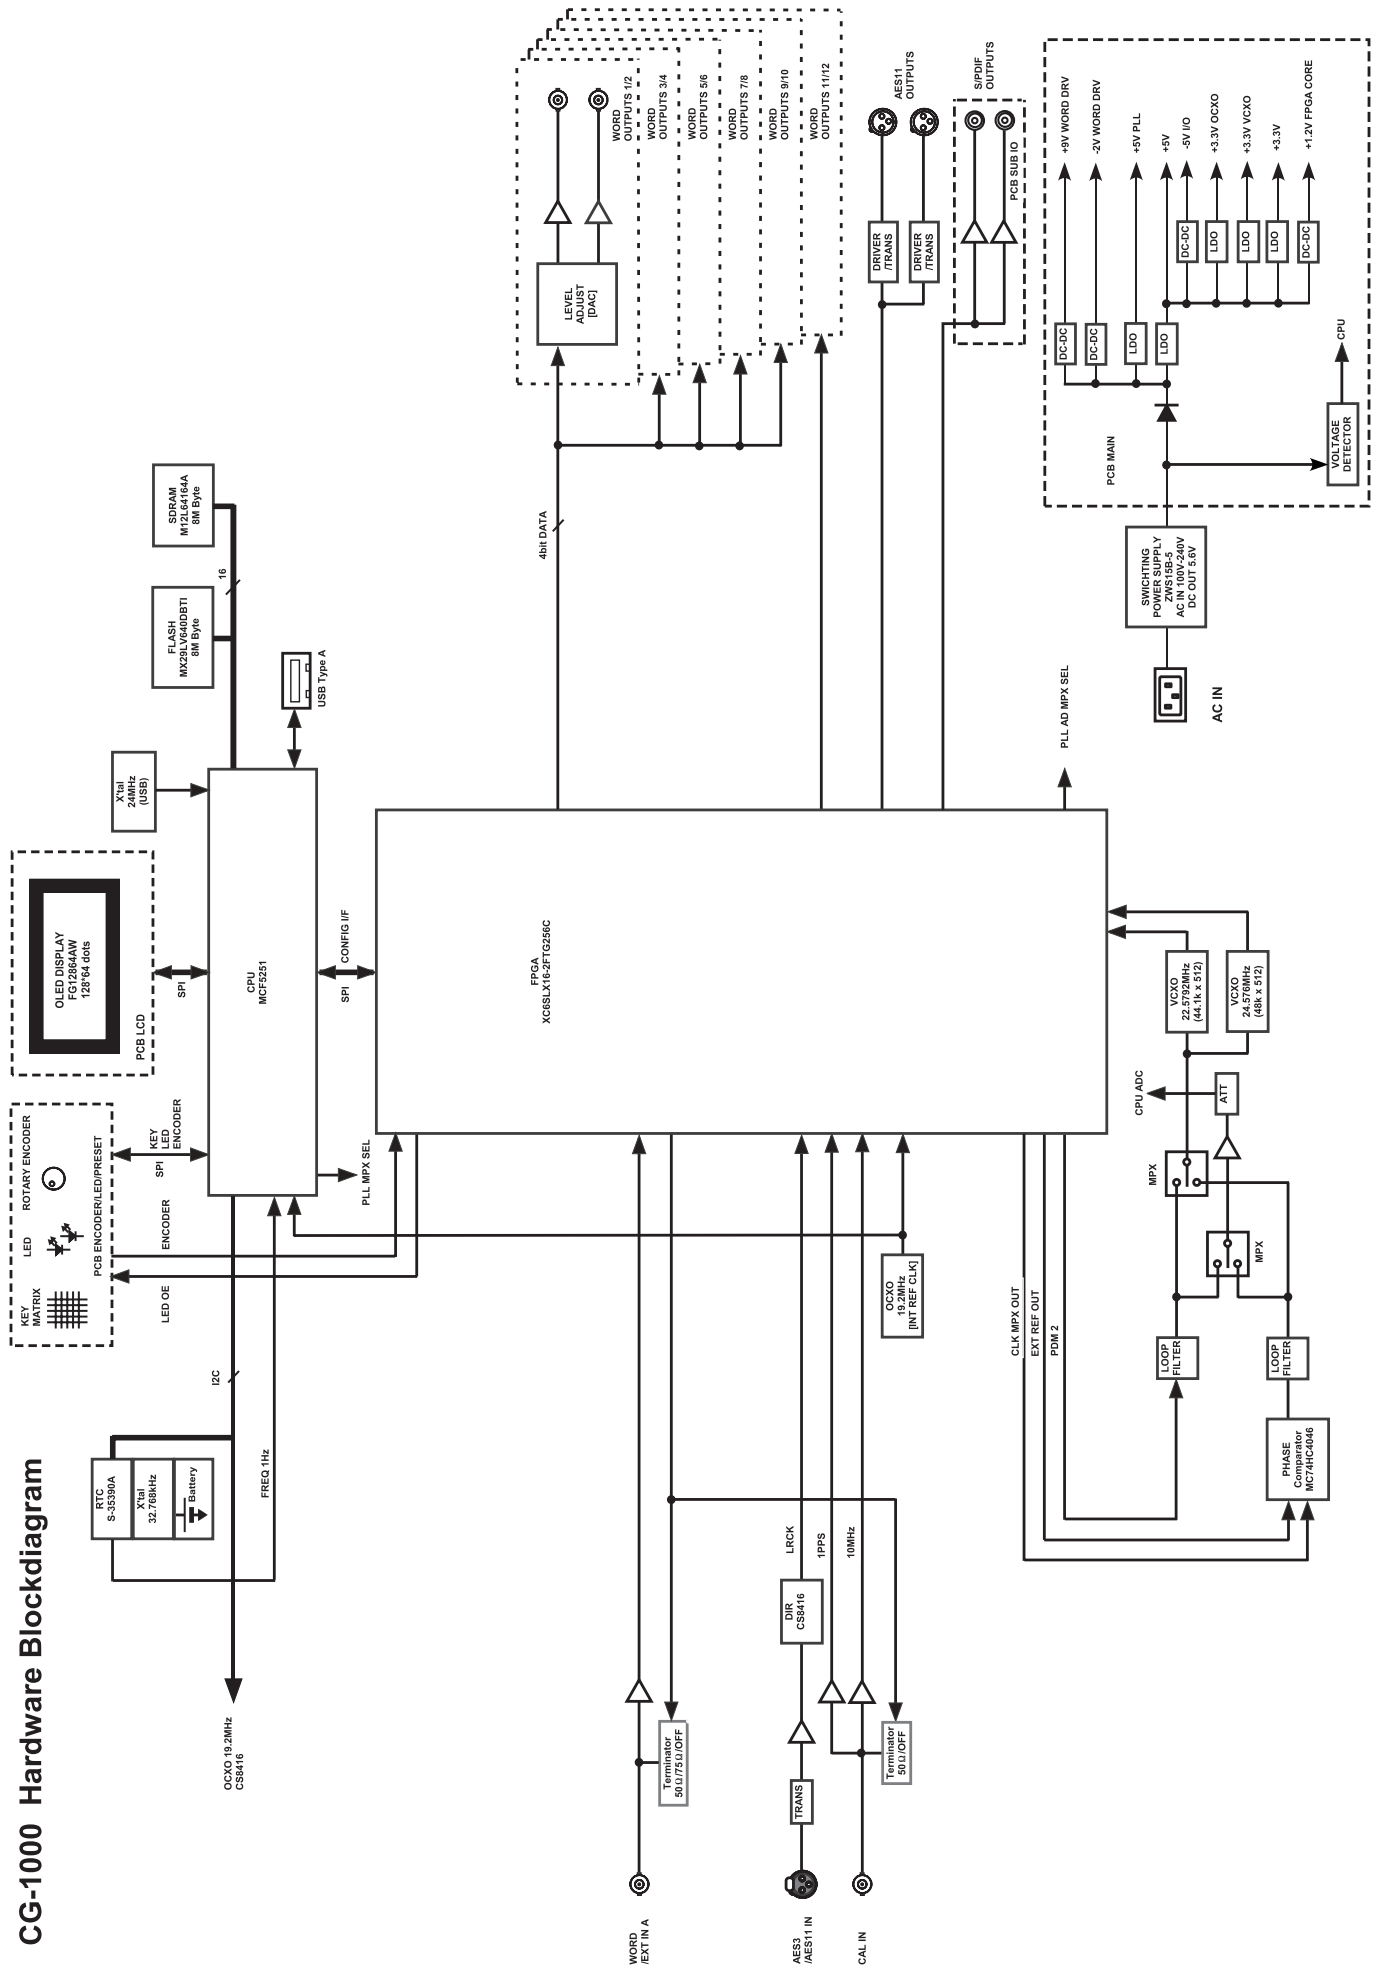 CG-1000 Hardware Blockdiagram
KEY
MATRIX
LED
ROTARY ENCODER
PCB ENCODER/LED/PRESET
OLED DISPLAY
FG12864AW
128*64 dots
PCB LCD
X'tal
24MHz
(USB)
FLASH
MX29LV640DBTI
8M Byte
SDRAM
M12L64164A
8M Byte
16
RTC
S-35390A
X'tal
32.768kHz
Battery
I2C
FREQ 1Hz
OCXO 19.2MHz
CS8416
LED OE
ENCODER
SPI
KEY
LED
ENCODER
SPI
CPU
MCF5251
USB Type A
PLL MPX SEL
SPI
CONFIG I/F
FPGA
XC6SLX16-2FTG256C
4bit DATA
LEVEL
ADJUST
[DAC]
WORD
OUTPUTS 1/2
WORD
OUTPUTS 3/4
WORD
OUTPUTS 5/6
WORD
OUTPUTS 7/8
WORD
OUTPUTS 9/10
WORD
OUTPUTS 11/12
WORD
/EXT IN A
Terminator
50Ω/75Ω/OFF
AES3
/AES11 IN
TRANS
DIR
CS8416
LRCK
1PPS
10MHz
CAL IN
Terminator
50Ω/OFF
OCXO
19.2MHz
[INT REF CLK]
DRIVER
/TRANS
DRIVER
/TRANS
AES11
OUTPUTS
S/PDIF
OUTPUTS
PCB SUB IO
CLK MPX OUT
EXT REF OUT
PDM 2
PLL AD MPX SEL
LOOP
FILTER
LOOP
FILTER
PHASE
Comparator
MC74HC4046
MPX
MPX
CPU ADC
ATT
VCXO
22.5792MHz
(44.1k x 512)
VCXO
24.576MHz
(48k x 512)
AC IN
SWICHTING
POWER SUPPLY
ZWS15B-5
AC IN 100V-240V
DC OUT 5.6V
PCB MAIN
VOLTAGE
DETECTOR
CPU
DC-DC
DC-DC
LDO
LDO
DC-DC
LDO
LDO
LDO
DC-DC
+9V WORD DRV
-2V WORD DRV
+5V PLL
+5V
-5V I/O
+3.3V OCXO
+3.3V VCXO
+3.3V
+1.2V FPGA CORE